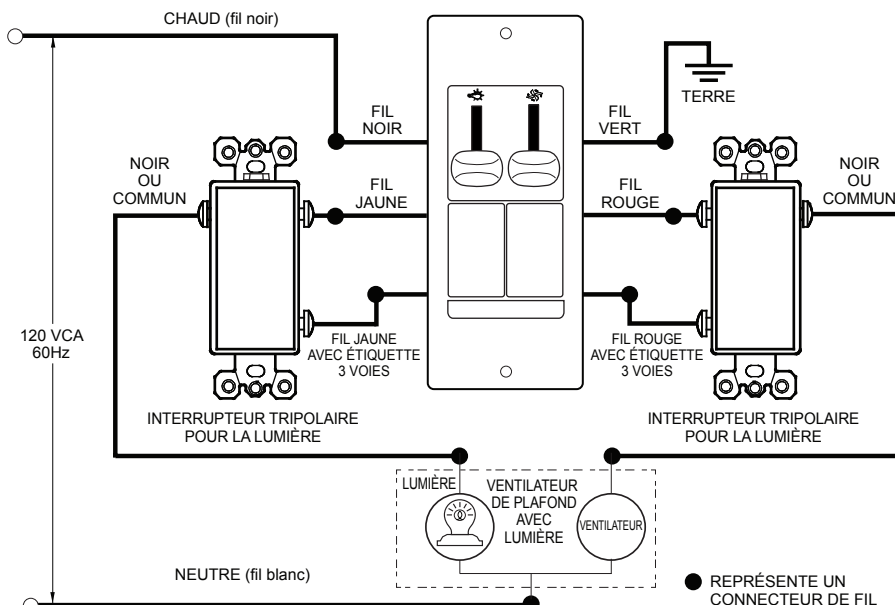 CHAUD (fil noir)
TERRE
FIL
NOIR
FIL
VERT
NOIR
OU
COMMUN
FIL
JAUNE
FIL
ROUGE
NOIR
OU
COMMUN
120 VCA
60Hz
FIL JAUNE
AVEC ÉTIQUETTE
3 VOIES
FIL ROUGE
AVEC ÉTIQUETTE
3 VOIES
INTERRUPTEUR TRIPOLAIRE
POUR LA LUMIÈRE
INTERRUPTEUR TRIPOLAIRE
POUR LA LUMIÈRE
LUMIÈRE
VENTILATEUR
DE PLAFOND
AVEC
LUMIÈRE
VENTILATEUR
NEUTRE (fil blanc)
REPRÉSENTE UN
CONNECTEUR DE FIL